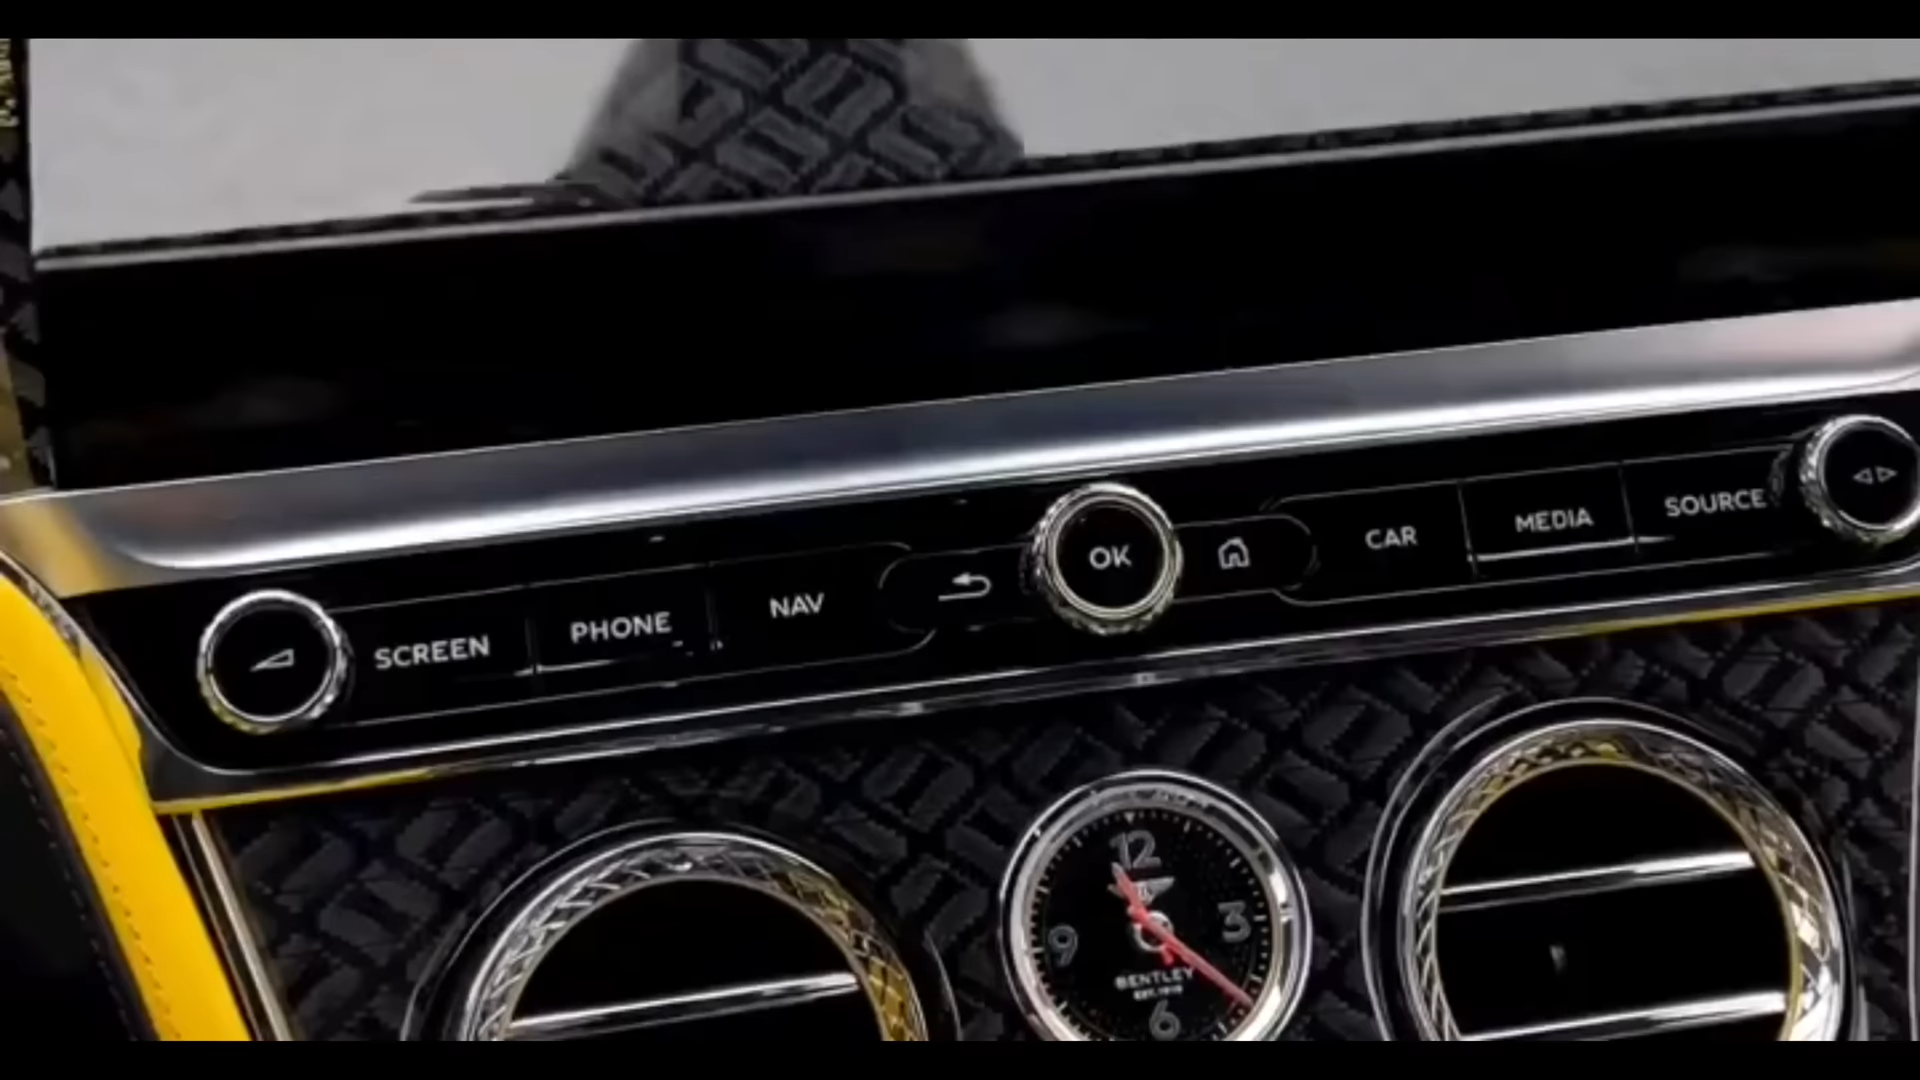 SCREEN
PHONE
NAV
OK
CAR
MEDIA
SOURCE
12
3
9
BENTLEY
6